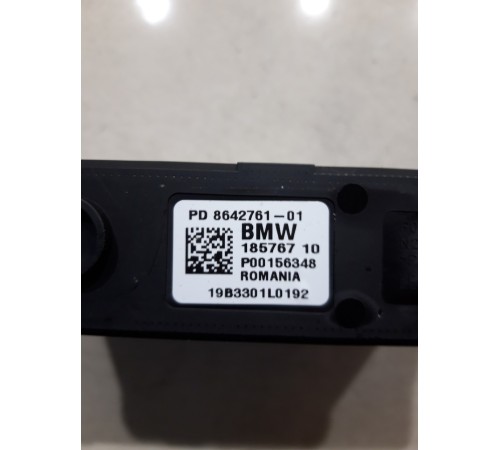 PD 8642761-01
BMW
185767 10
P00156348
ROMANIA
19B3301L0192